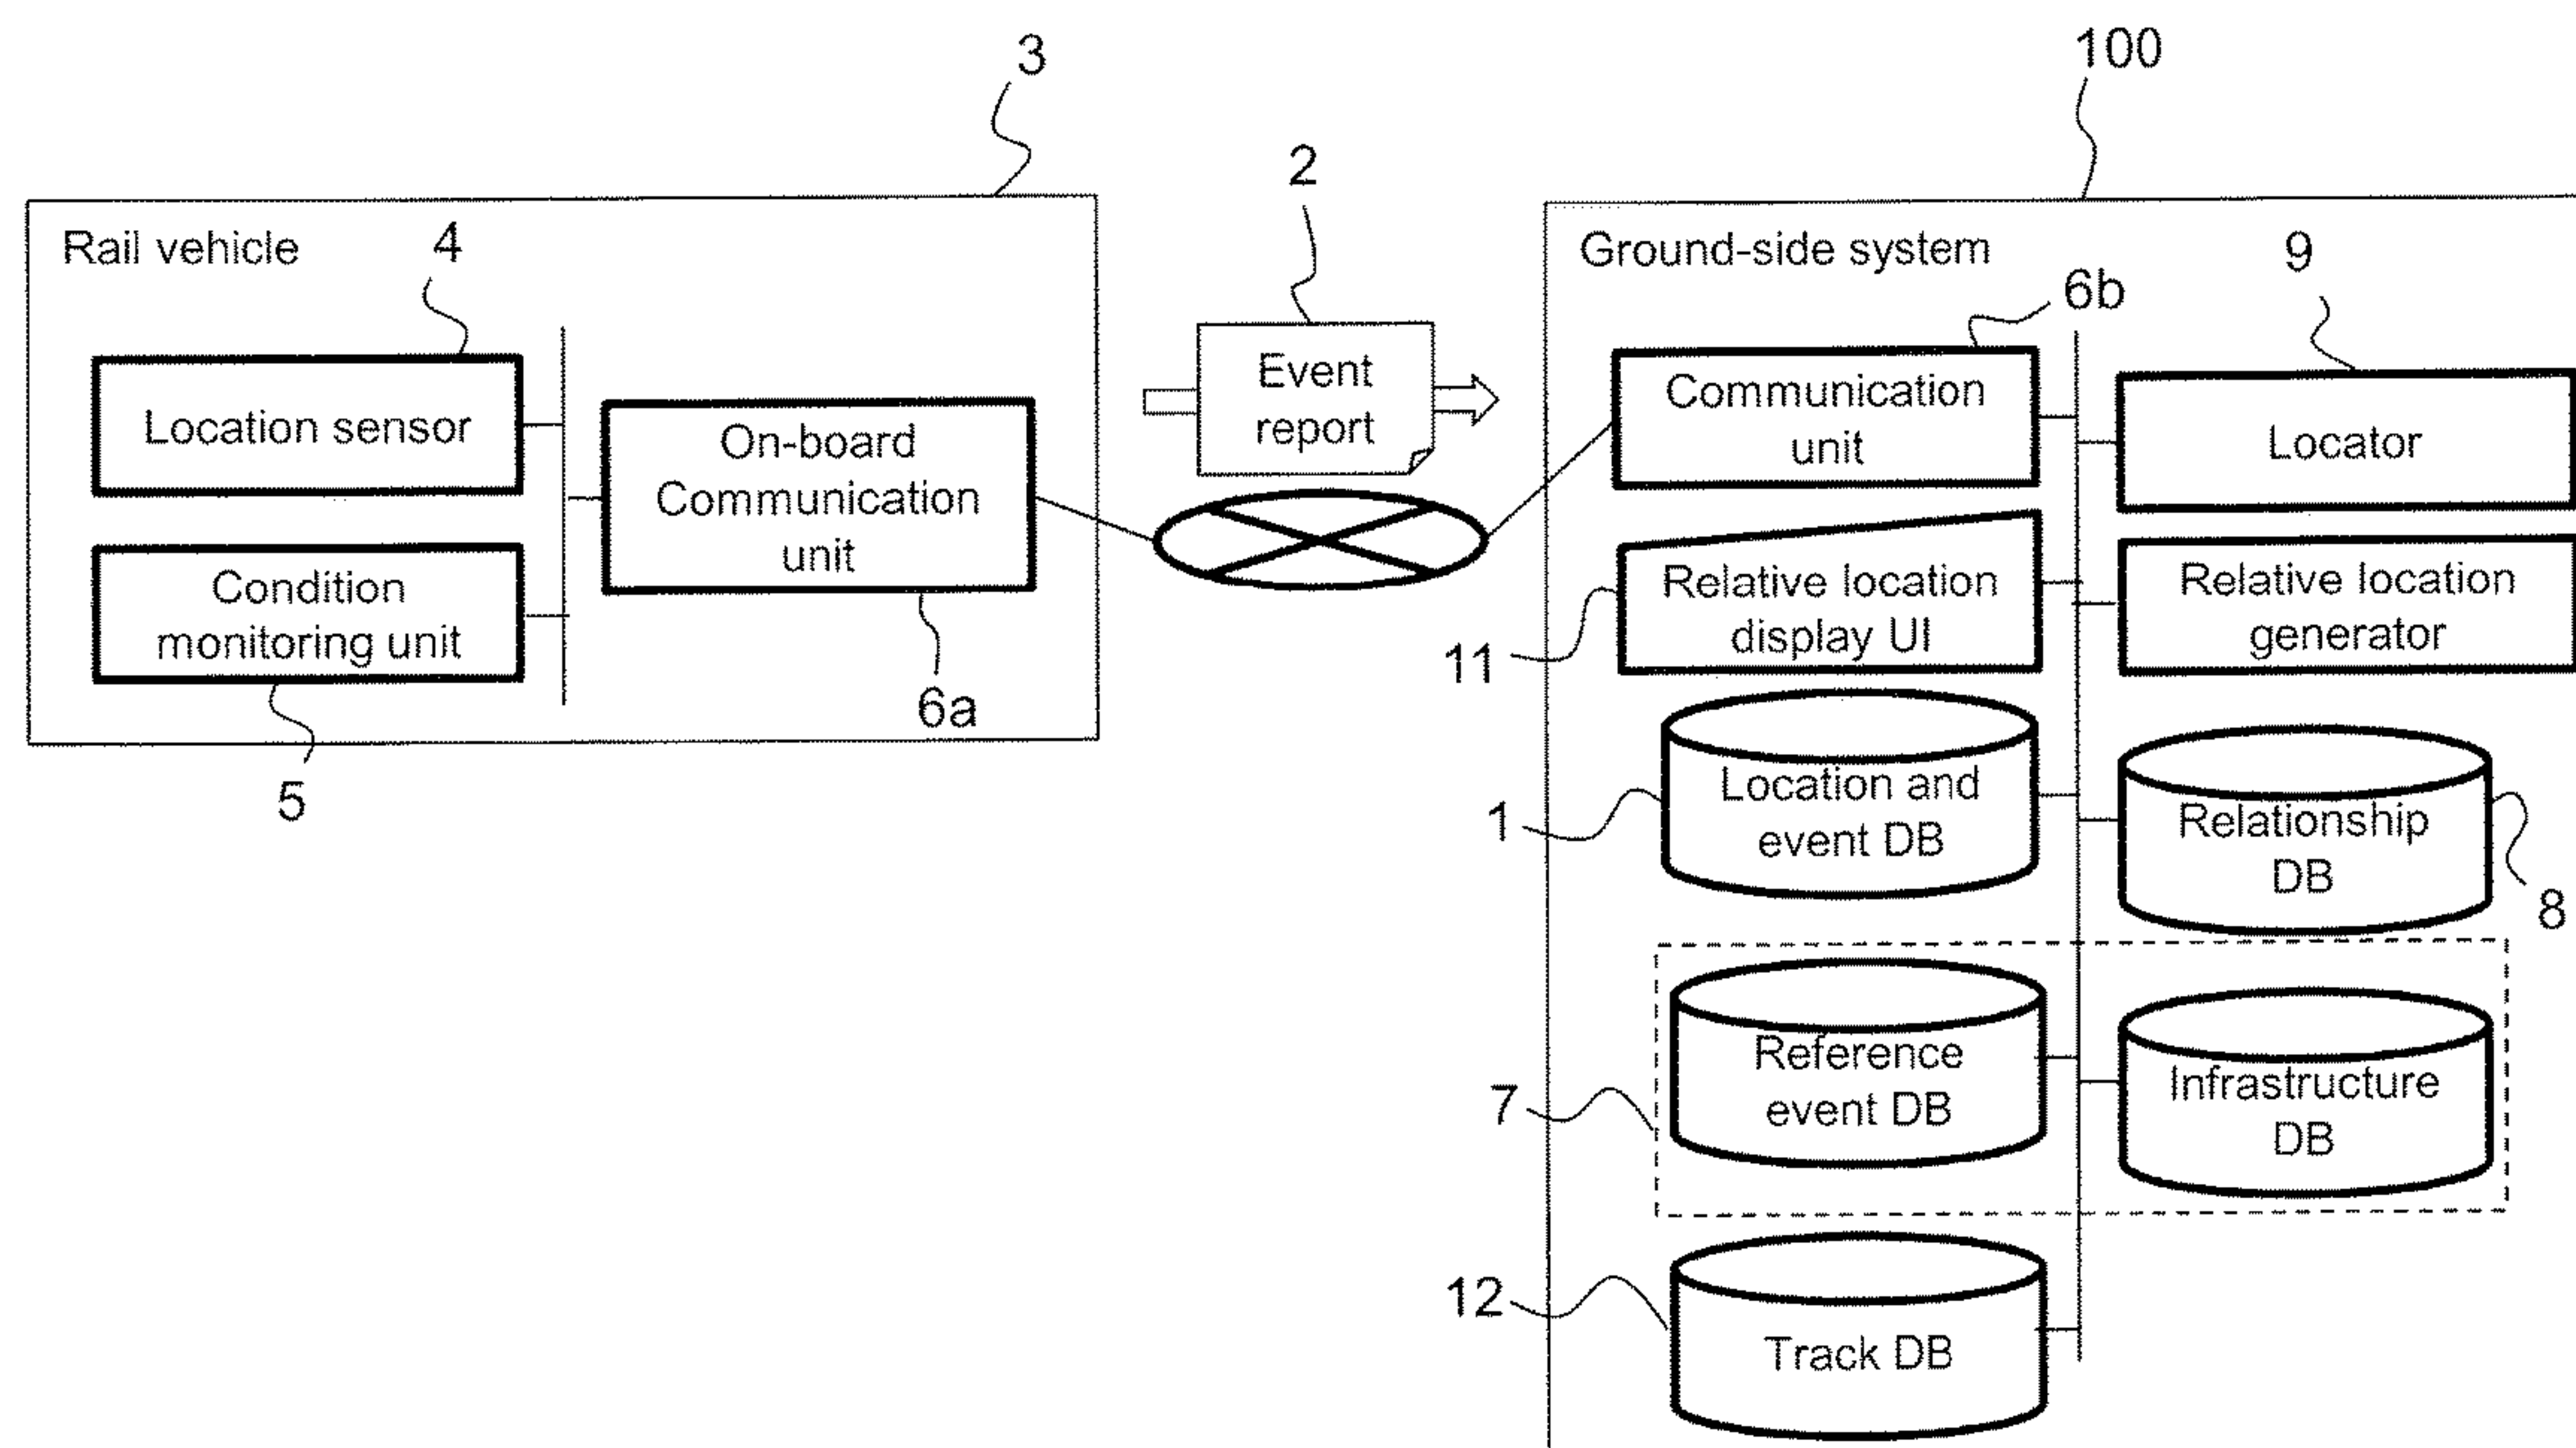 3
100
2
Rail vehicle
4
Ground-side system
9
6b
Location sensor
On-board
Communication
unit
Event
report
Communication
unit
Locator
Condition
monitoring unit
Relative location
display UI
Relative location
generator
11
6a
5
Location and
event DB
1
Relationship
DB
8
Reference
event DB
Infrastructure
DB
7
12
Track DB